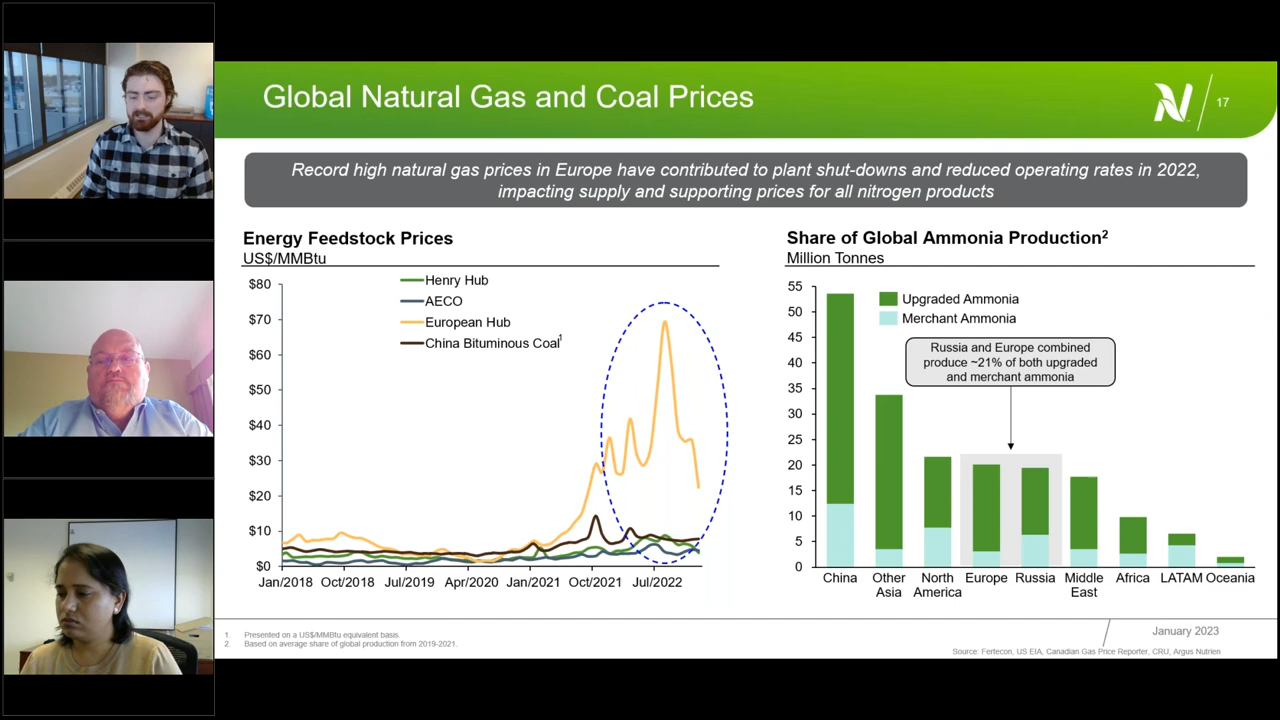 Global Natural Gas and Coal Prices
17
Record high natural gas prices in Europe have contributed to plant shut-downs and reduced operating rates in 2022,
impacting supply and supporting prices for all nitrogen products
Energy Feedstock Prices
US$/MMBtu
$80
$70
$60
$50
$40
$30
$20
$10
$0
Henry Hub
AECO
European Hub
China Bituminous Coal1
Jan/2018 Oct/2018 Jul/2019 Apr/2020 Jan/2021 Oct/2021 Jul/2022
Share of Global Ammonia Production2
Million Tonnes
55
50
45
40
35
30
25
20
15
10
5
0
Upgraded Ammonia
Merchant Ammonia
Russia and Europe combined
produce ~21% of both upgraded
and merchant ammonia
China Other North Europe Russia Middle Africa LATAM Oceania
Asia America East
1. Presented on a US$/MMBtu equivalent basis.
2. Based on average share of global production from 2019-2021.
January 2023
Source: Fertecon, US EIA, Canadian Gas Price Reporter, CRU, Argus Nutrien